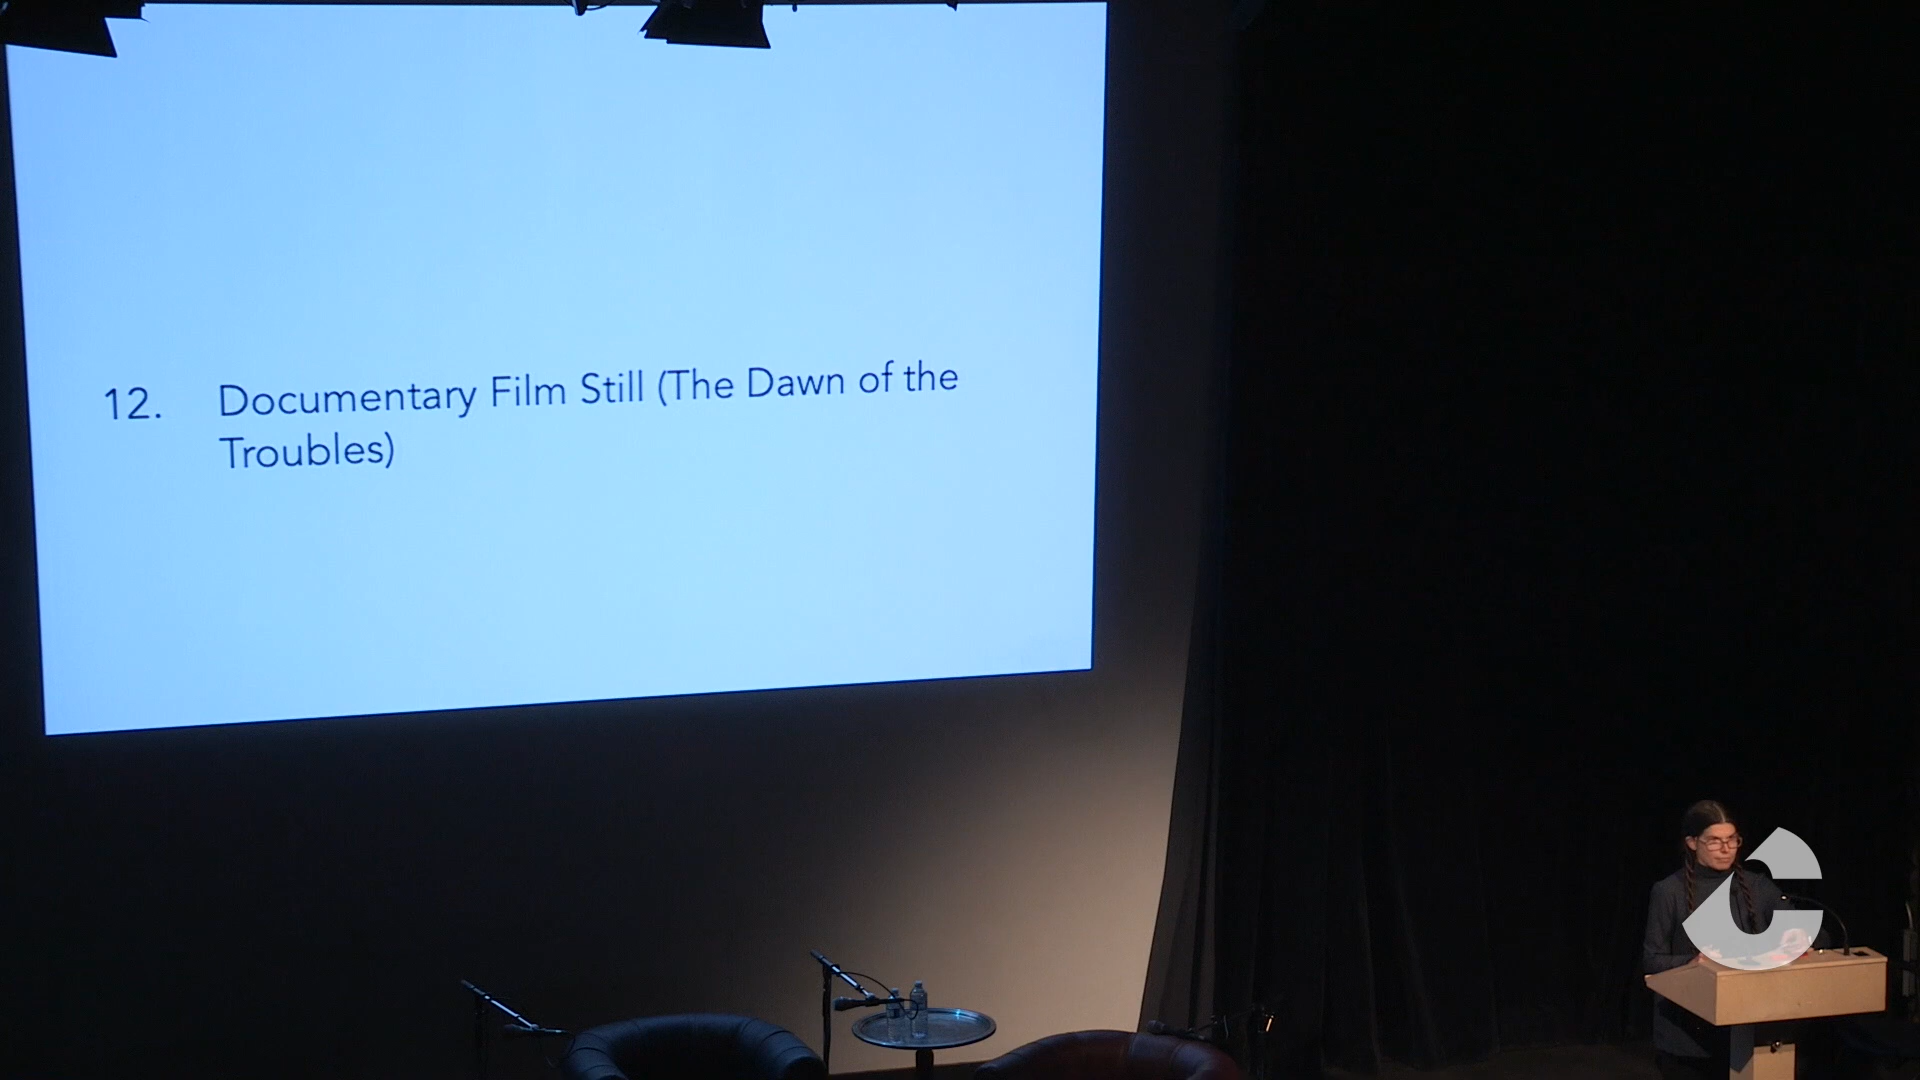 12. Documentary Film Still (The Dawn of the
Troubles)